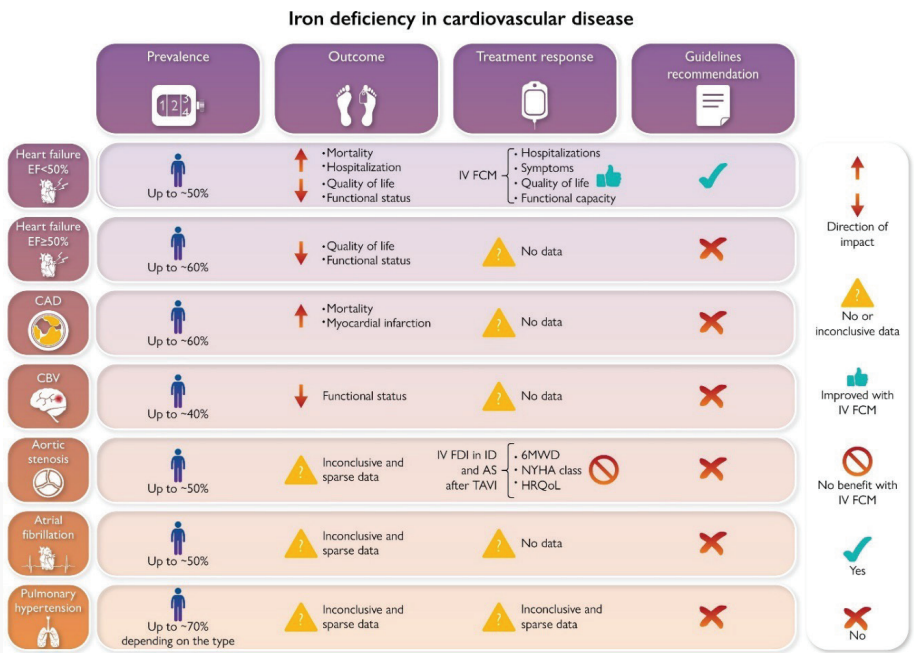 Iron deficiency in cardiovascular disease
Prevalence
1 2 3
4
Outcome
Treatment response
Guidelines
recommendation
Heart failure
EF<50%
Up to ~50%
•Mortality
•Hospitalization
•Quality of life
•Functional status
IV FCM
• Hospitalizations
• Symptoms
• Quality of life
• Functional capacity
Heart failure
EF≥50%
Up to ~60%
•Quality of life
•Functional status
?
No data
CAD
Up to ~60%
•Mortality
•Myocardial infarction
?
No data
CBV
Up to ~40%
Functional status
?
No data
Aortic
stenosis
Up to ~50%
?
Inconclusive and
sparse data
IV FDI in ID
and AS
after TAVI
• 6MWD
• NYHA class
• HRQoL
Atrial
fibrillation
Up to ~50%
?
Inconclusive and
sparse data
?
No data
Pulmonary
hypertension
Up to ~70%
depending on the type
?
Inconclusive and
sparse data
?
Inconclusive and
sparse data
Direction of
impact
?
No or
inconclusive data
Improved with
IV FCM
No benefit with
IV FCM
Yes
No